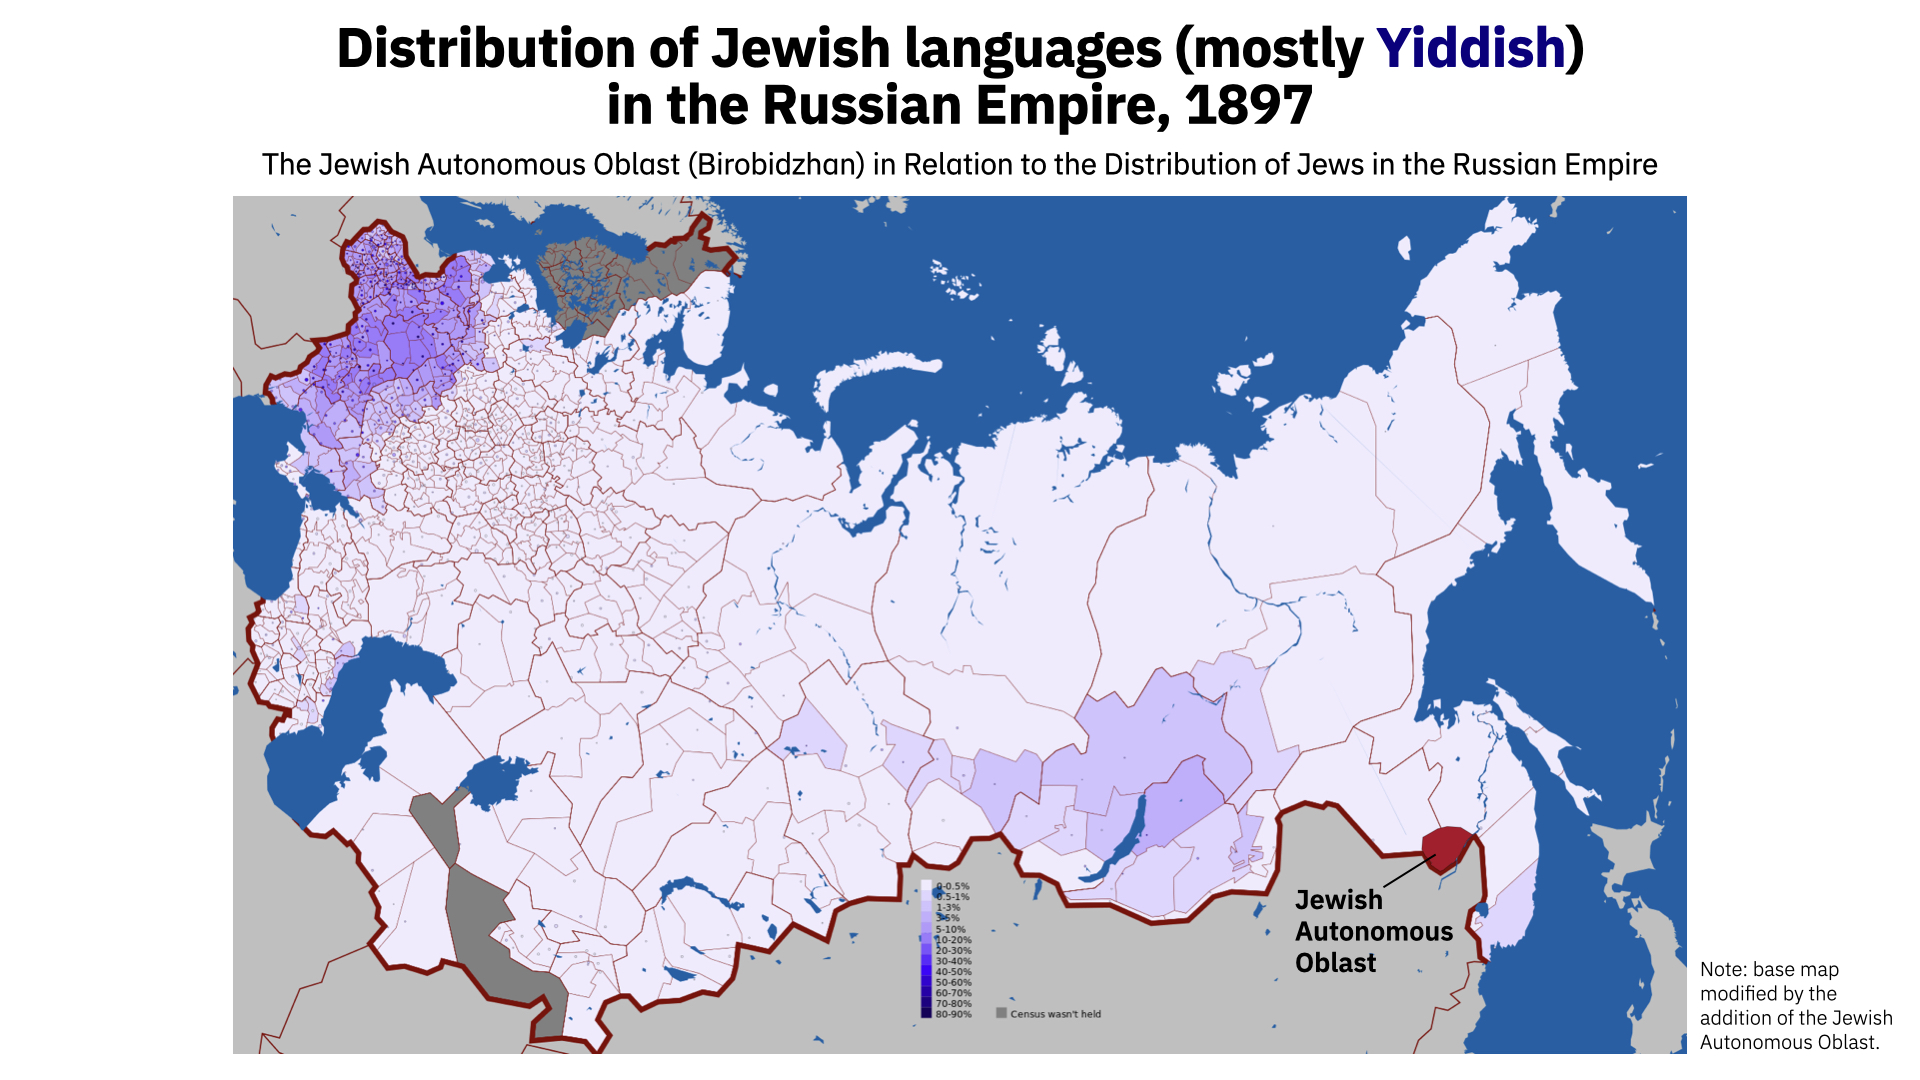 Distribution of Jewish languages (mostly Yiddish)
in the Russian Empire, 1897
The Jewish Autonomous Oblast (Birobidzhan) in Relation to the Distribution of Jews in the Russian Empire
0-0.5%
0.5-1%
1-3%
3-5%
5-10%
10-20%
20-30%
30-40%
40-50%
50-60%
60-70%
70-80%
80-90%
Census wasn't held
Jewish
Autonomous
Oblast
Note: base map
modified by the
addition of the Jewish
Autonomous Oblast.